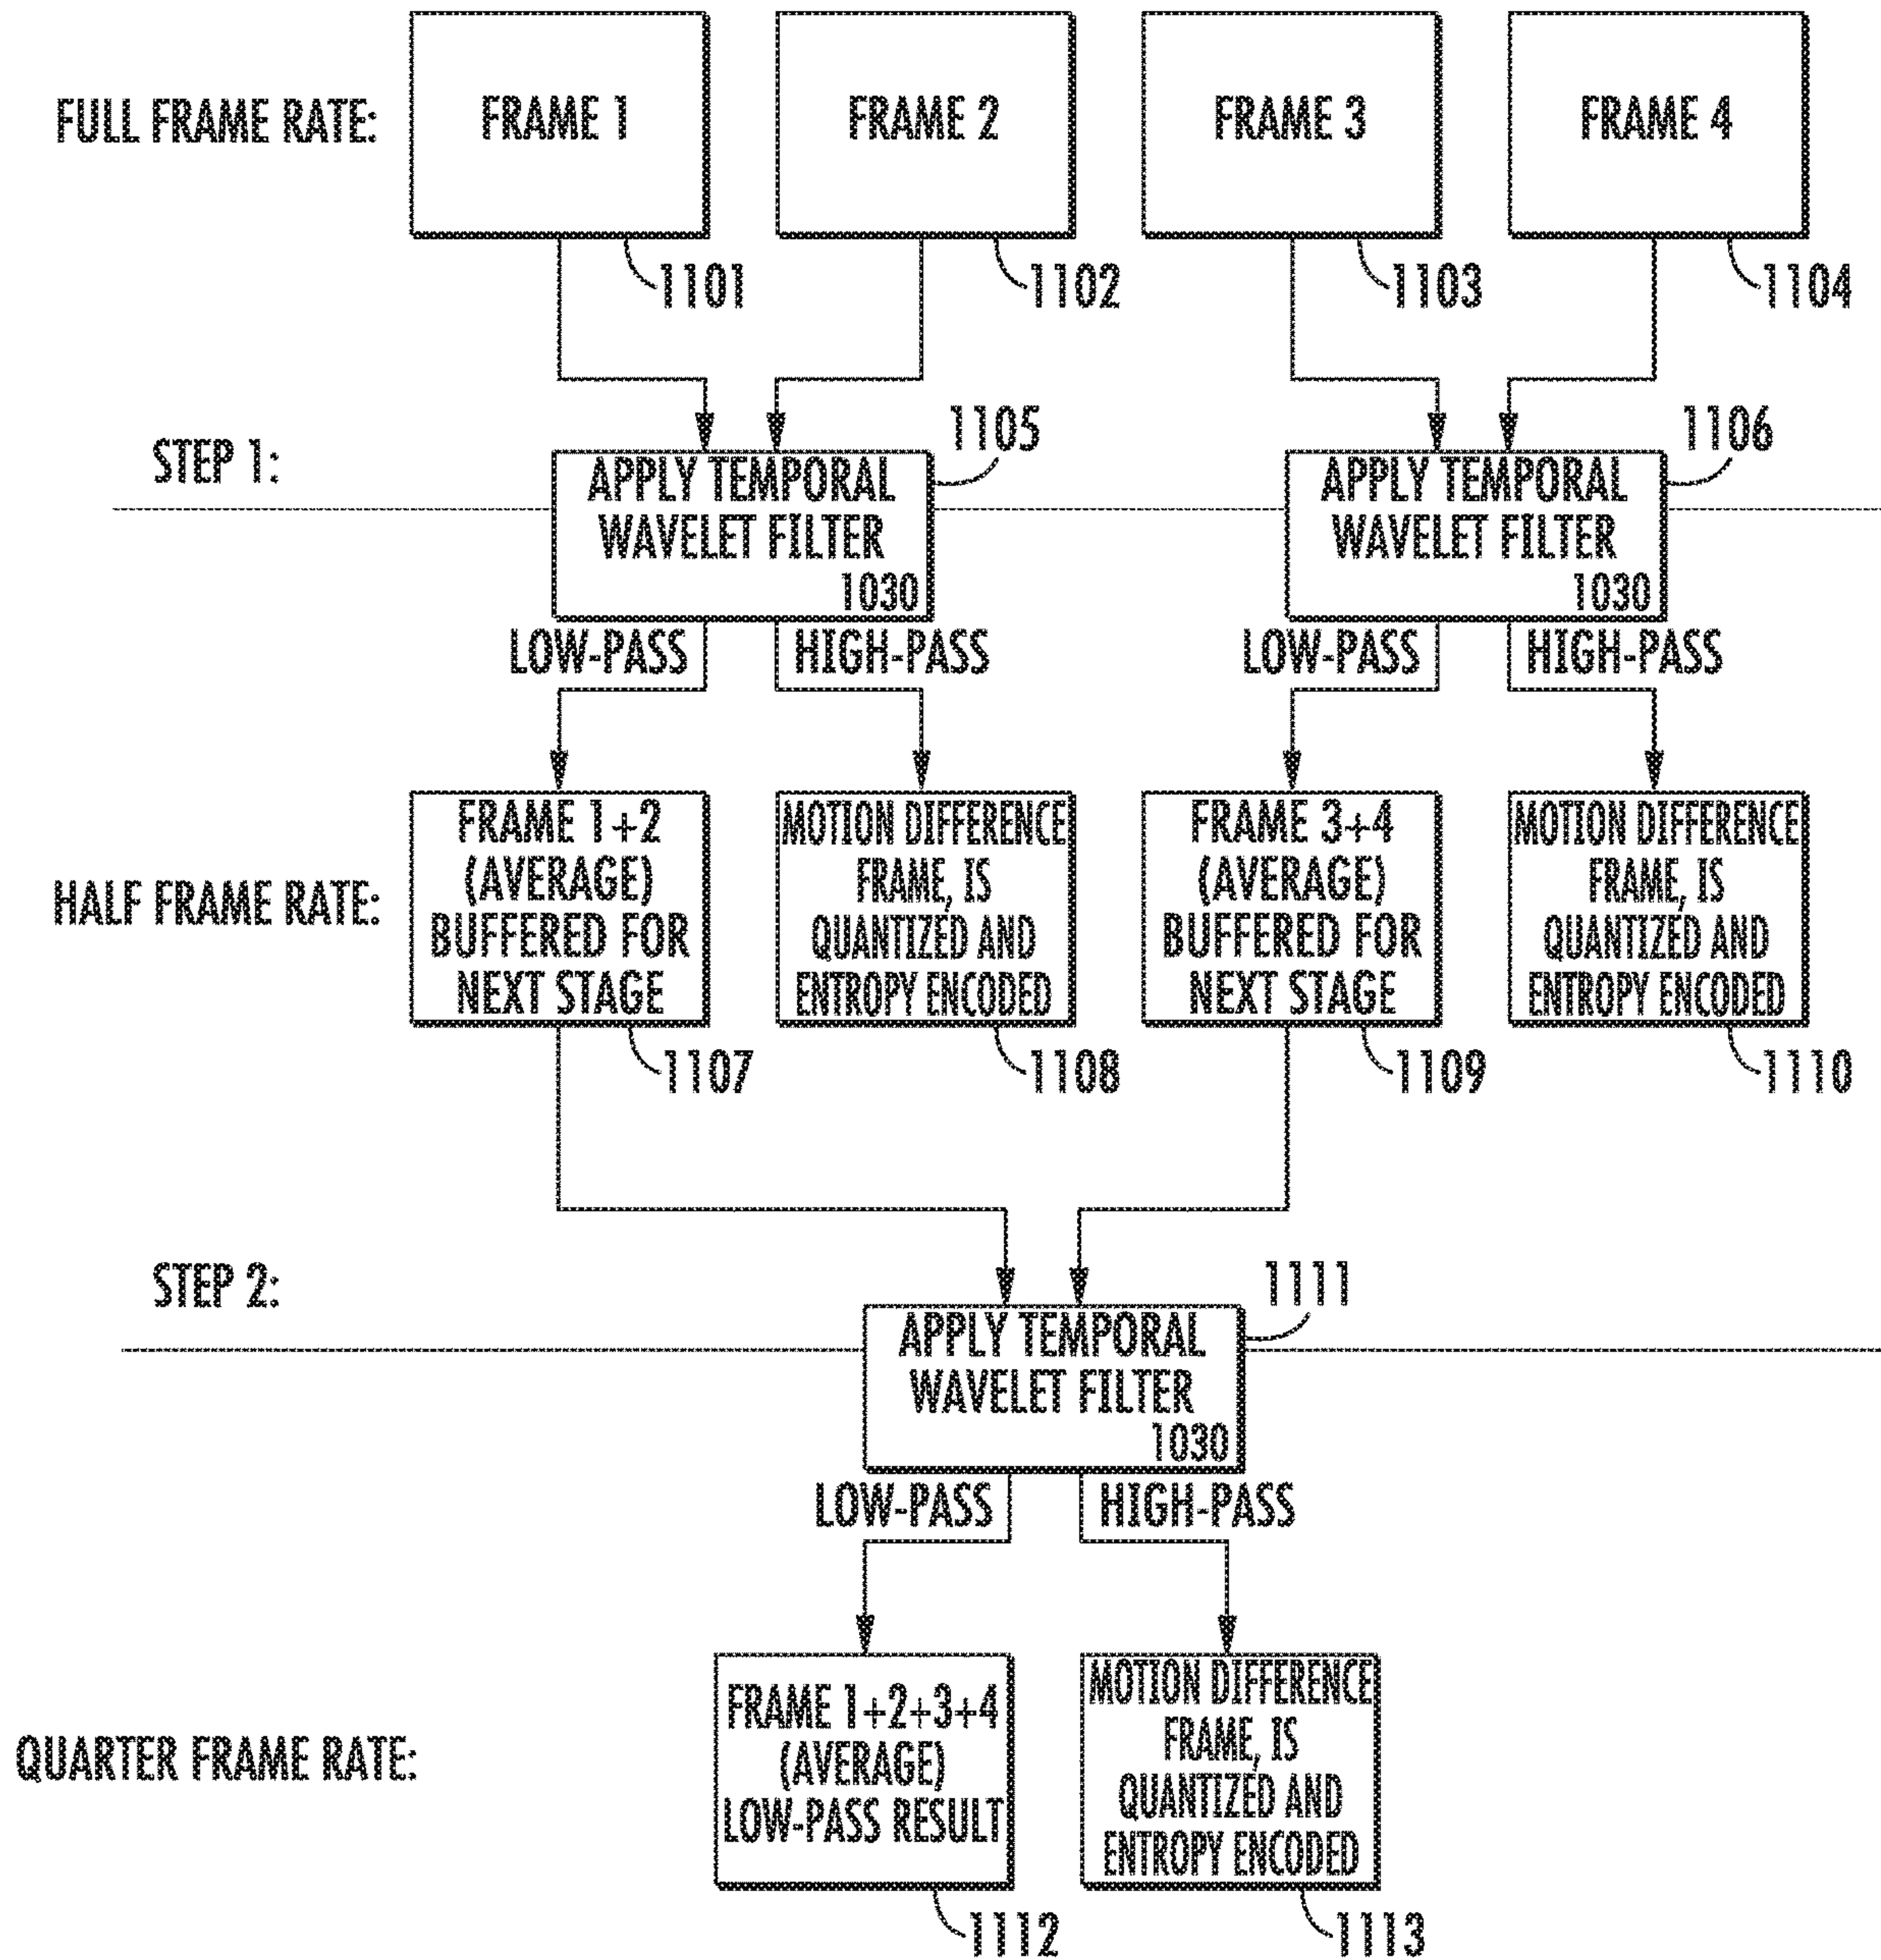 FULL FRAME RATE:
FRAME 1
FRAME 2
FRAME 3
FRAME 4
1101
1102
1103
1104
STEP 1:
1105
1106
APPLY TEMPORAL
WAVELET FILTER
1030
APPLY TEMPORAL
WAVELET FILTER
1030
LOW-PASS
HIGH-PASS
LOW-PASS
HIGH-PASS
HALF FRAME RATE:
FRAME 1+2
(AVERAGE)
BUFFERED FOR
NEXT STAGE
MOTION DIFFERENCE
FRAME, IS
QUANTIZED AND
ENTROPY ENCODED
FRAME 3+4
(AVERAGE)
BUFFERED FOR
NEXT STAGE
MOTION DIFFERENCE
FRAME, IS
QUANTIZED AND
ENTROPY ENCODED
1107
1108
1109
1110
STEP 2:
1111
APPLY TEMPORAL
WAVELET FILTER
1030
LOW-PASS
HIGH-PASS
QUARTER FRAME RATE:
FRAME 1+2+3+4
(AVERAGE)
LOW-PASS RESULT
MOTION DIFFERENCE
FRAME, IS
QUANTIZED AND
ENTROPY ENCODED
1112
1113